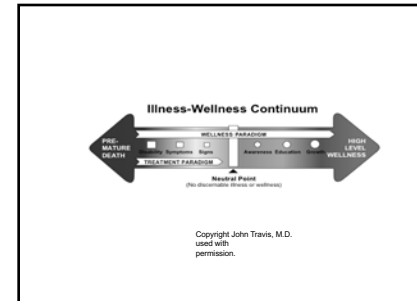 Illness-Wellness Continuum
WELLNESS PARADIGM
PRE-
MATURE
DEATH
HIGH
LEVEL
WELLNESS
Disability Symptoms Signs
Awareness Education Growth
TREATMENT PARADIGM
Neutral Point
(No discernable illness or wellness)
Copyright John Travis, M.D.
used with
permission.